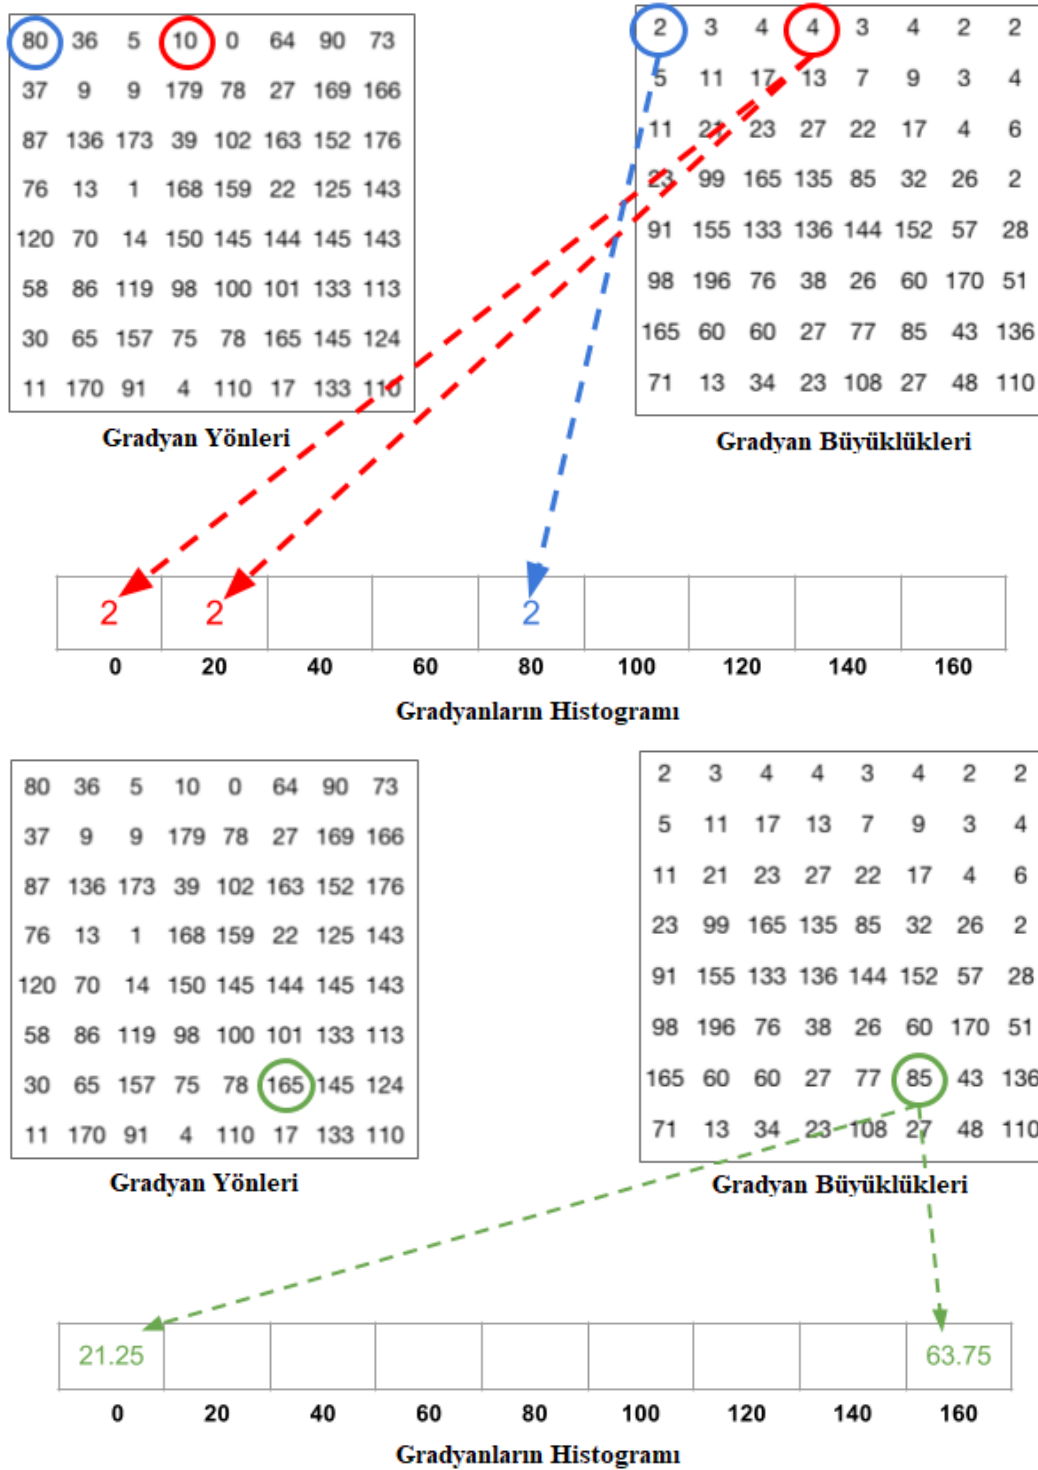 80 36 5 10 0 64 90 73
37 9 9 179 78 27 169 166
87 136 173 39 102 163 152 176
76 13 1 168 159 22 125 143
120 70 14 150 145 144 145 143
58 86 119 98 100 101 133 113
30 65 157 75 78 165 145 124
11 170 91 4 110 17 133 110
Gradyan Yönleri
2 3 4 4 3 4 2 2
5 11 17 13 7 9 3 4
11 21 23 27 22 17 4 6
23 99 165 135 85 32 26 2
91 155 133 136 144 152 57 28
98 196 76 38 26 60 170 51
165 60 60 27 77 85 43 136
71 13 34 23 108 27 48 110
Gradyan Büyüklükleri
2 2 2
0 20 40 60 80 100 120 140 160
Gradyanların Histogramı
80 36 5 10 0 64 90 73
37 9 9 179 78 27 169 166
87 136 173 39 102 163 152 176
76 13 1 168 159 22 125 143
120 70 14 150 145 144 145 143
58 86 119 98 100 101 133 113
30 65 157 75 78 165 145 124
11 170 91 4 110 17 133 110
Gradyan Yönleri
2 3 4 4 3 4 2 2
5 11 17 13 7 9 3 4
11 21 23 27 22 17 4 6
23 99 165 135 85 32 26 2
91 155 133 136 144 152 57 28
98 196 76 38 26 60 170 51
165 60 60 27 77 85 43 136
71 13 34 23 108 27 48 110
Gradyan Büyüklükleri
21.25 63.75
0 20 40 60 80 100 120 140 160
Gradyanların Histogramı